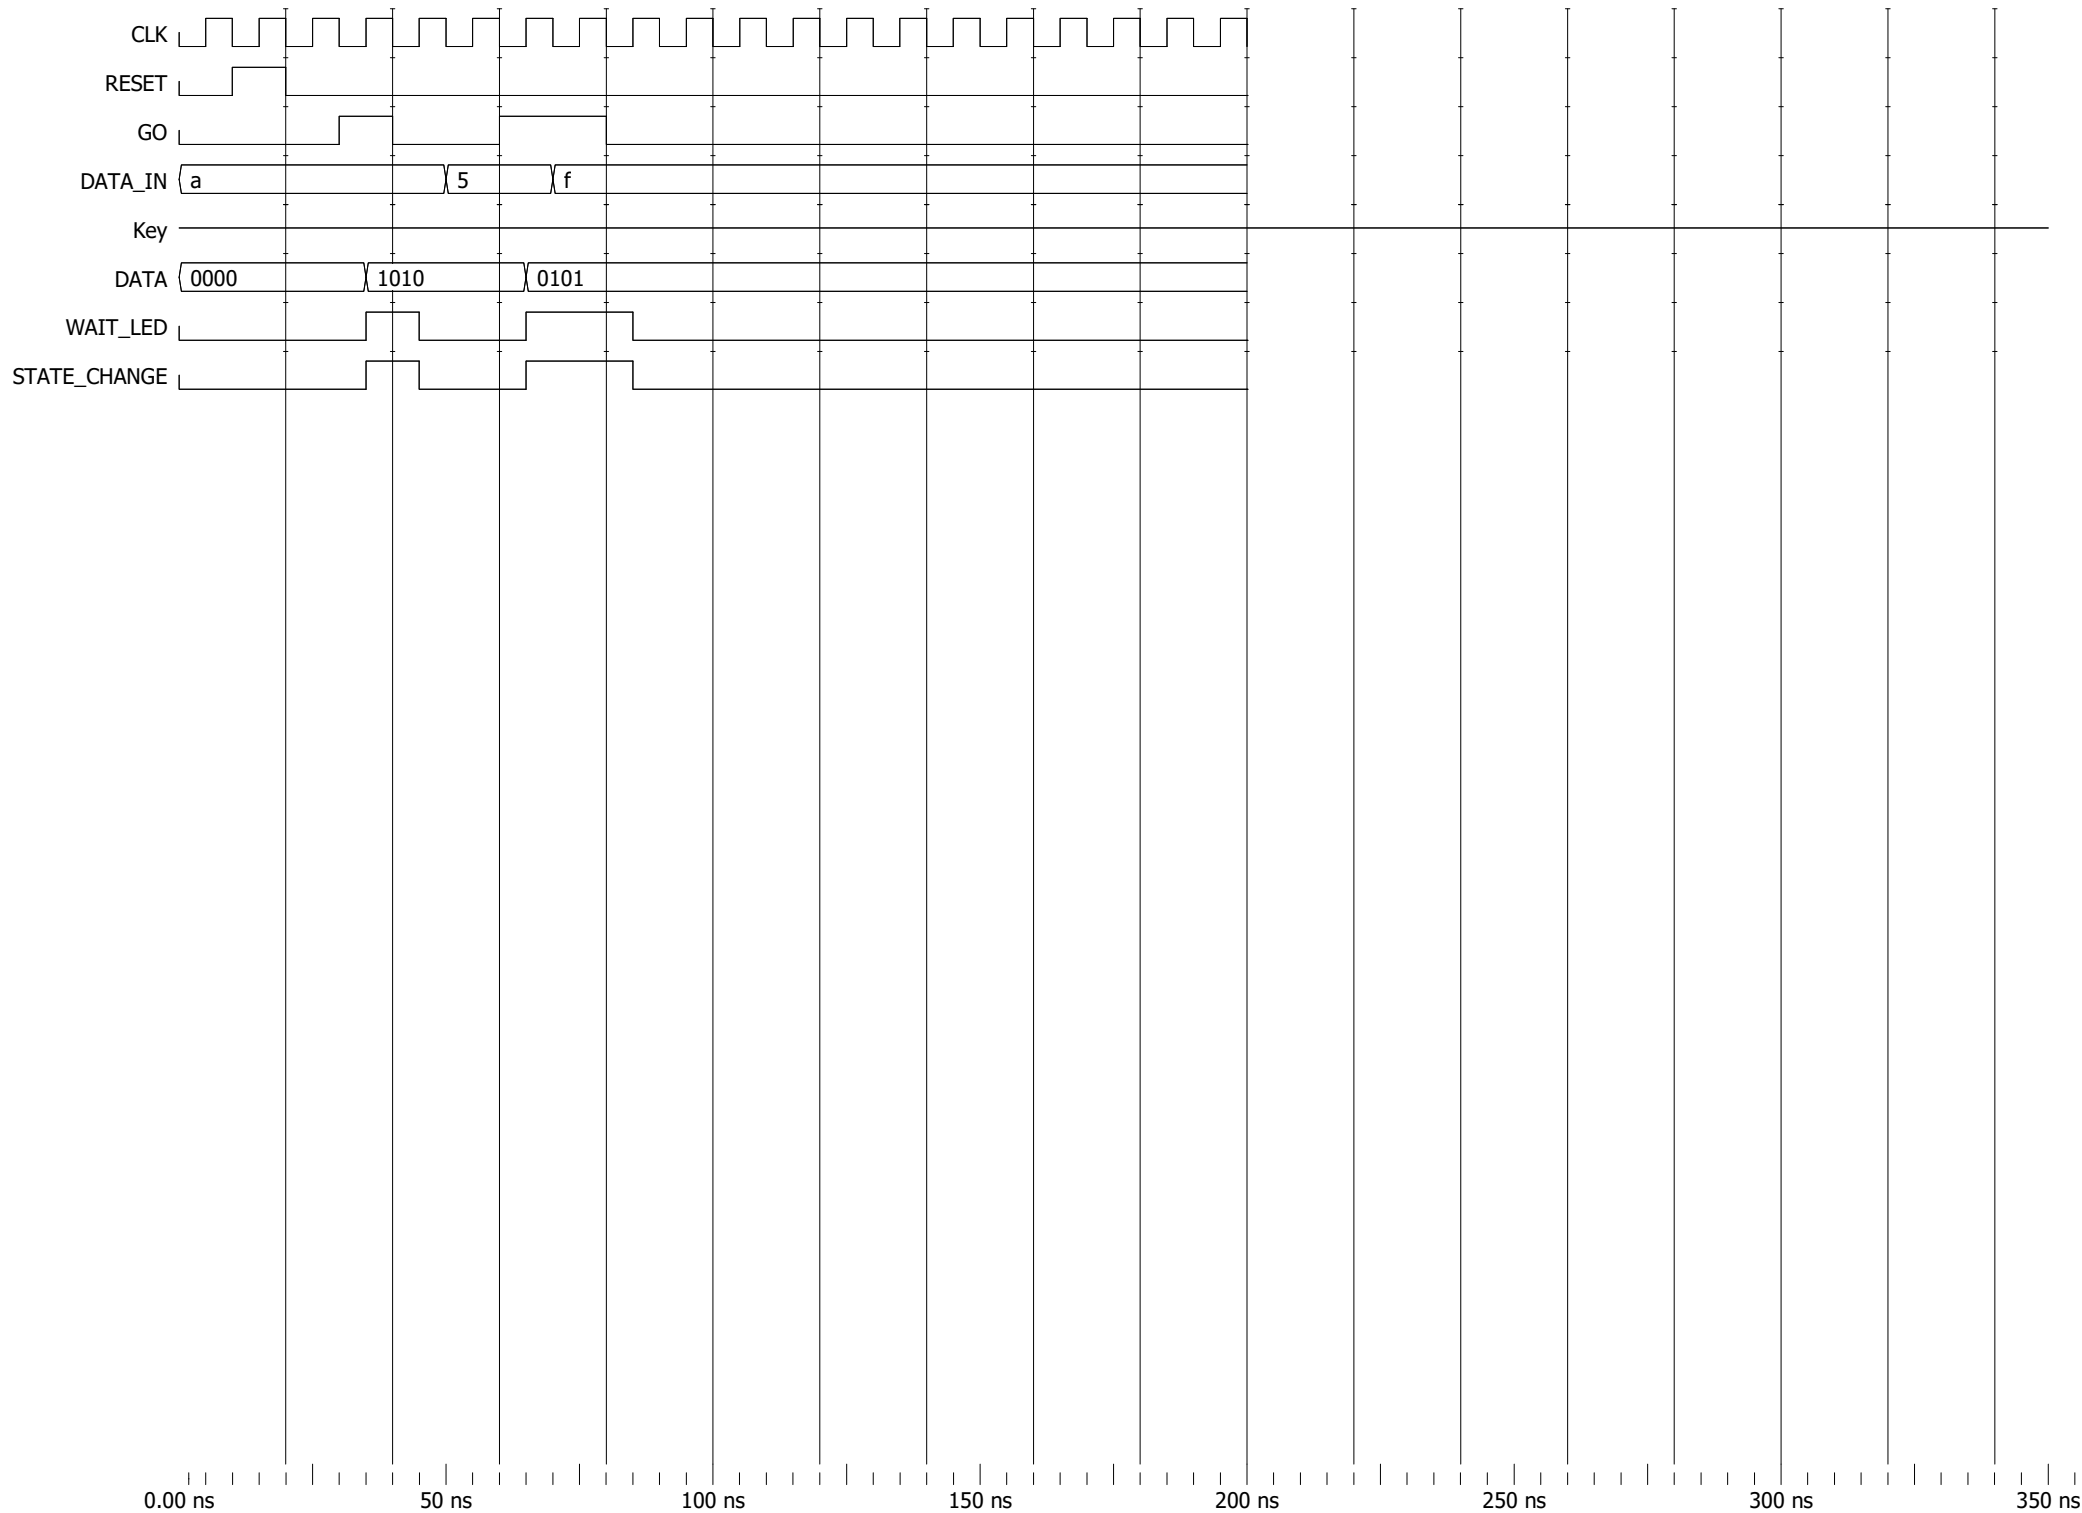 CLK
RESET
GO
DATA_IN a 5 f
Key
DATA 0000 1010 0101
WAIT_LED
STATE_CHANGE
0.00 ns 50 ns 100 ns 150 ns 200 ns 250 ns 300 ns 350 ns